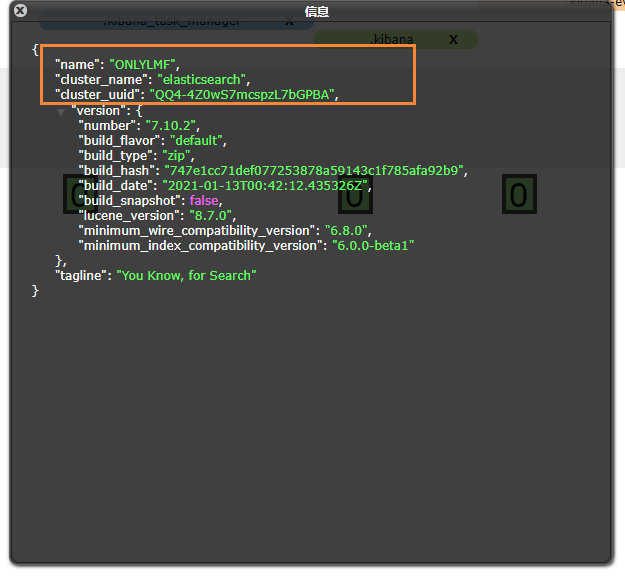 .kibana_task_manager X
.kibana-ev
信息
.kibana X
{
"name": "ONLYLMF",
"cluster_name": "elasticsearch",
"cluster_uuid": "QQ4-4Z0wS7mcspzL7bGPBA",
"version": {
"number": "7.10.2",
"build_flavor": "default",
"build_type": "zip",
"build_hash": "747e1cc71def077253878a59143c1f785afa92b9",
"build_date": "2021-01-13T00:42:12.435326Z",
"build_snapshot": false,
"lucene_version": "8.7.0",
"minimum_wire_compatibility_version": "6.8.0",
"minimum_index_compatibility_version": "6.0.0-beta1"
},
"tagline": "You Know, for Search"
}
0 0 0